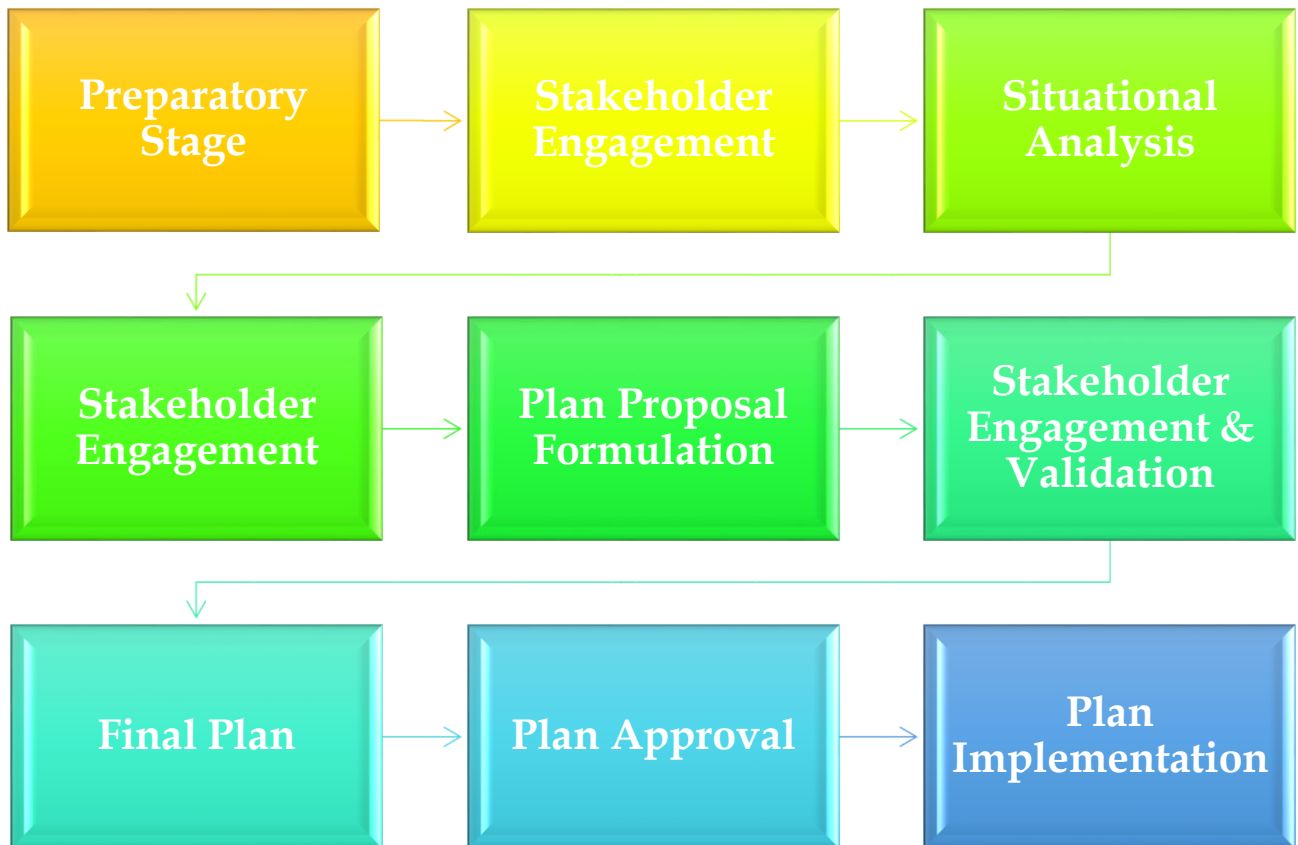 Preparatory
Stage
Stakeholder
Engagement
Situational
Analysis
Stakeholder
Engagement
Plan Proposal
Formulation
Stakeholder
Engagement &
Validation
Final Plan
Plan Approval
Plan
Implementation